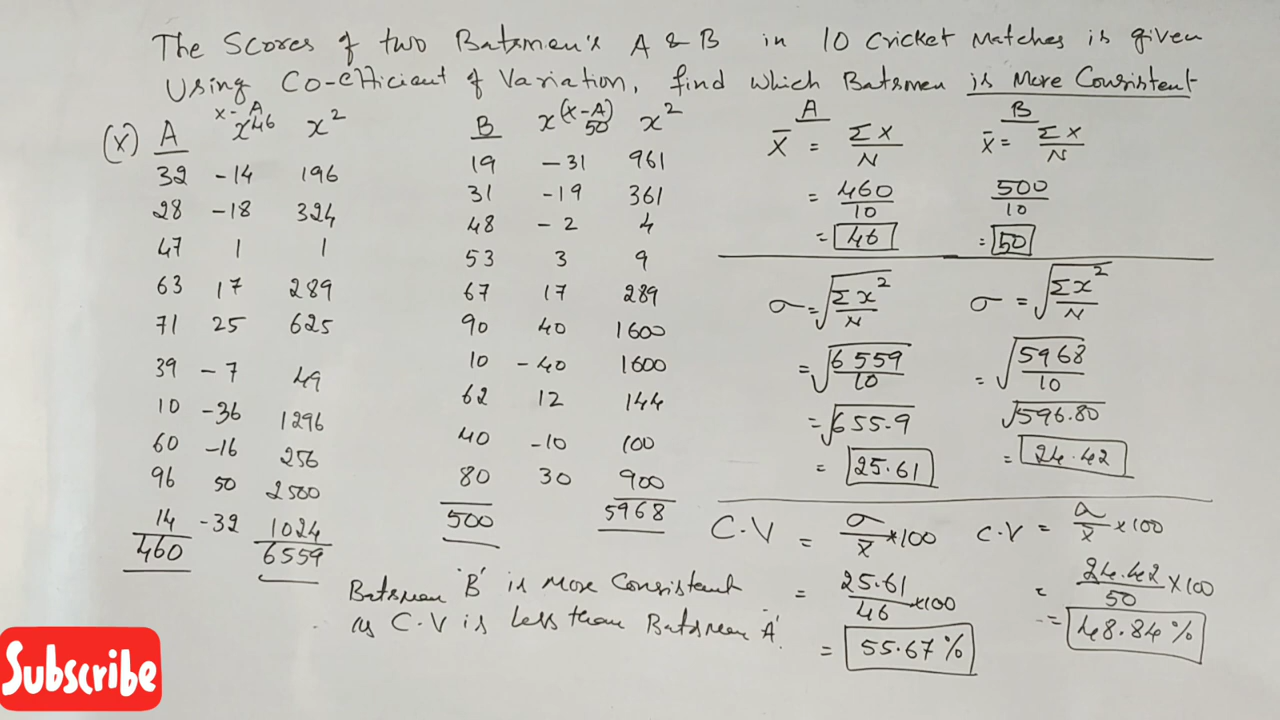 The Scores of two Batsmen's A & B in 10 Cricket Matches is given
Using Co-efficient of Variation, find which Batsmen is More Consistent
(X) A x-A x46 x²
32 -14 196
28 -18 324
47 1 1
63 17 289
71 25 625
39 -7 49
10 -36 1296
60 -16 256
96 50 2500
14 -32 1024
460 6559
B x(x-A) 50 x²
19 -31 961
31 -19 361
48 -2 4
53 3 9
67 17 289
90 40 1600
10 -40 1600
62 12 144
40 -10 100
80 30 900
500 5968
Batsman 'B' is More Consistent
as C.V is less than Batsman 'A'.
A
X̄ = ΣX/N
= 460/10
= 46
σ = √Σx²/N
= √6559/10
= √655.9
= 25.61
C.V = σ/X̄ × 100
= 25.61/46 × 100
= 55.67%
B
X̄ = ΣX/N
500/10
= 50
σ = √Σx²/N
= √5968/10
√596.80
= 24.42
C.V = σ/X̄ × 100
= 24.42/50 × 100
= 48.84%
Subscribe